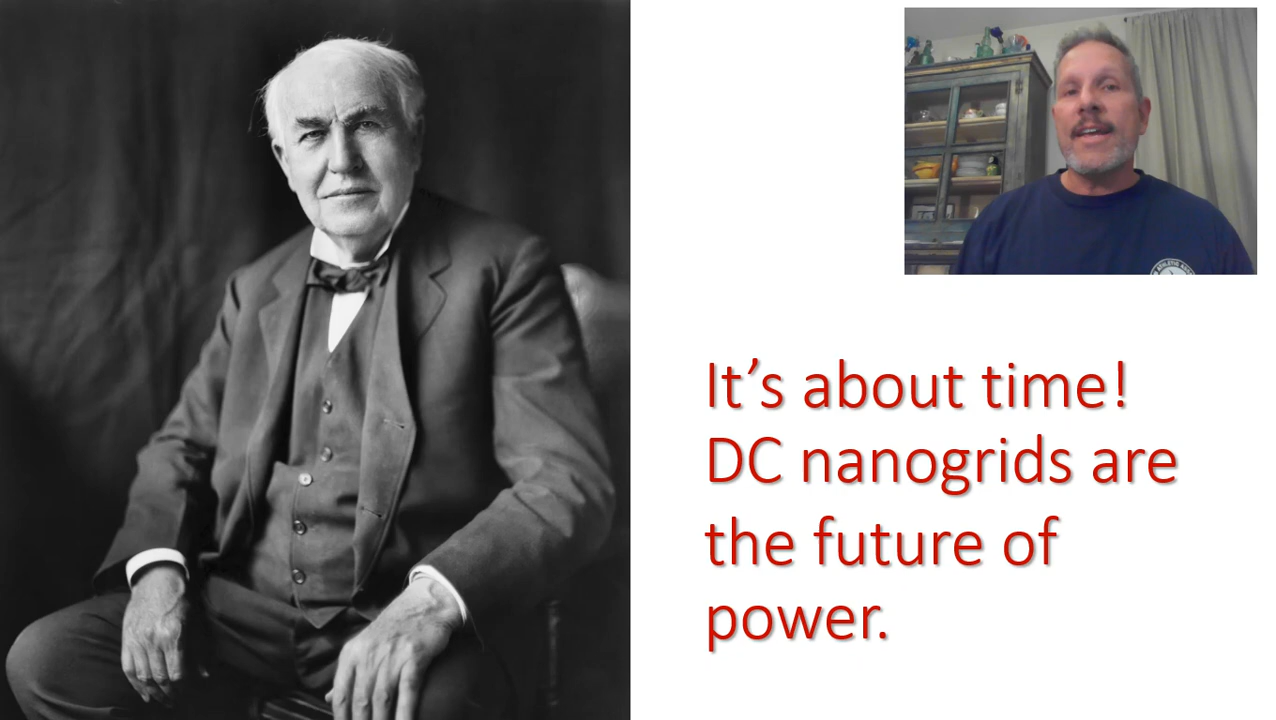 It’s about time!
DC nanogrids are
the future of
power.